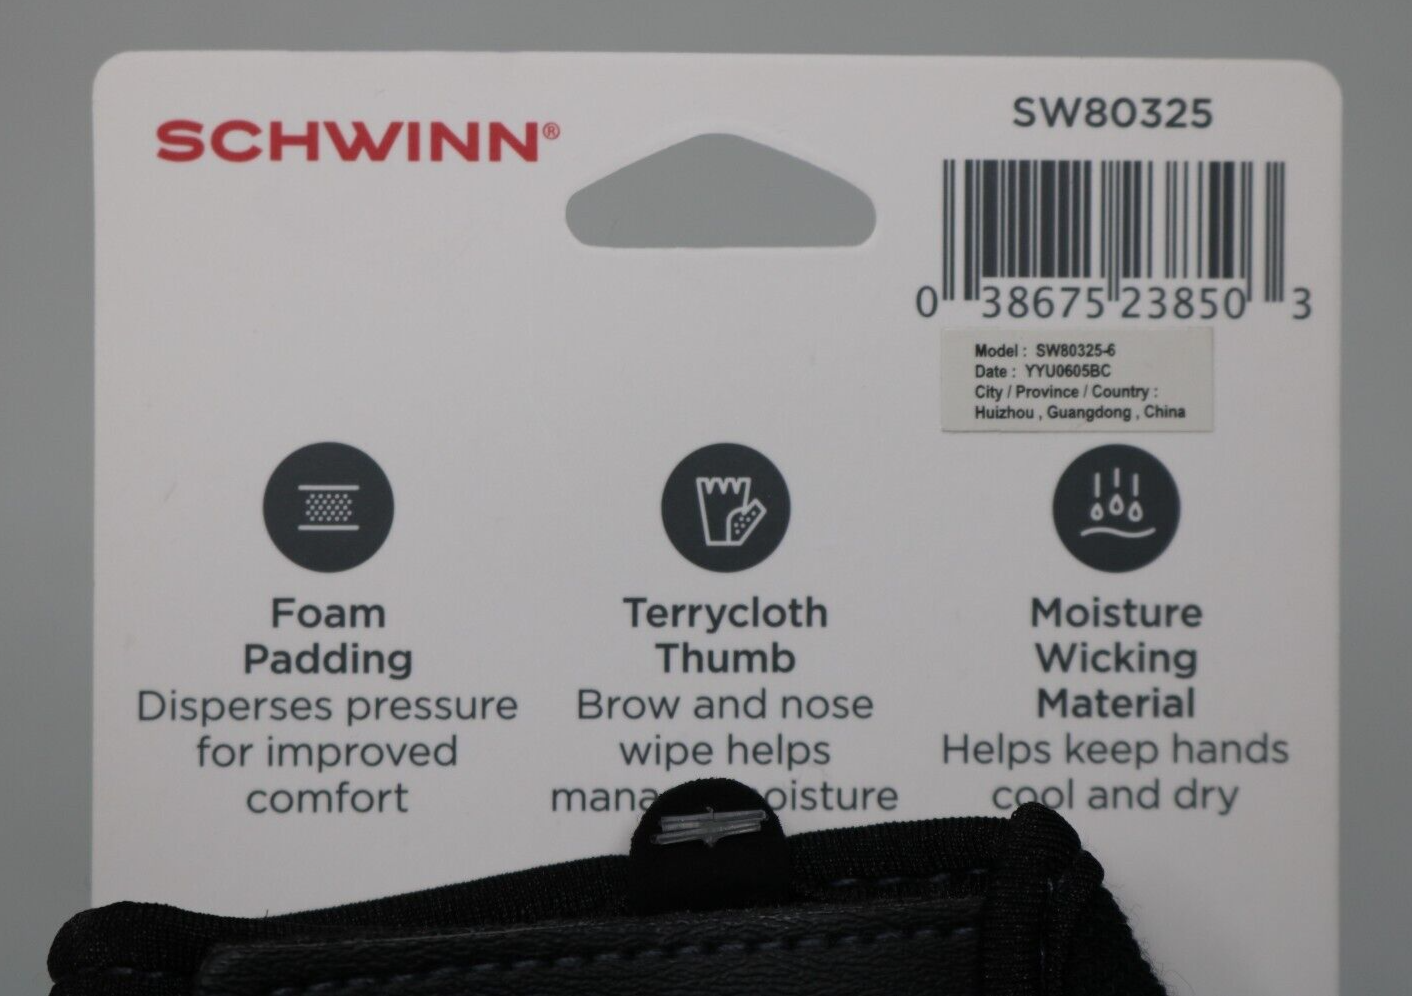 SCHWINN®
SW80325
0 38675 23850 3
Model : SW80325-6
Date : YYU0605BC
City / Province / Country :
Huizhou , Guangdong , China
Foam
Padding
Disperses pressure
for improved
comfort
Terrycloth
Thumb
Brow and nose
wipe helps
Moisture
Wicking
Material
Helps keep hands
cool and dry